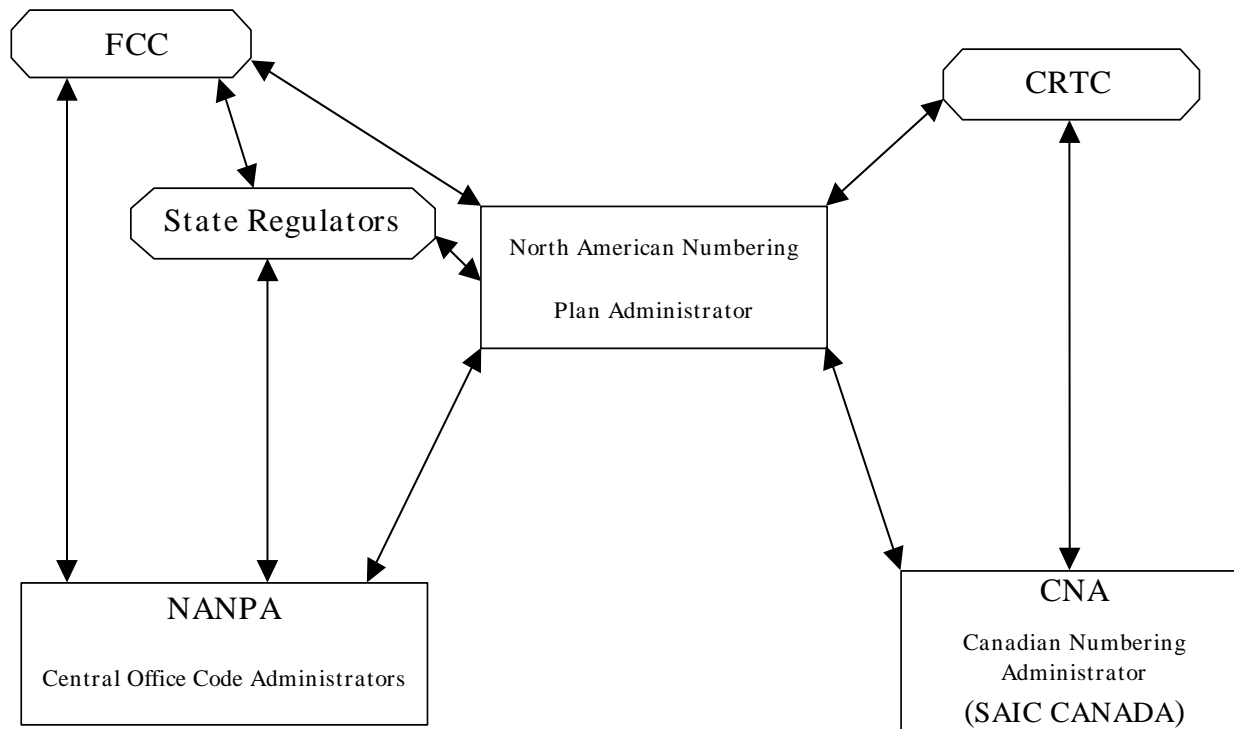 FCC
CRTC
State Regulators
North American Numbering
Plan Administrator
NANPA
Central Office Code Administrators
CNA
Canadian Numbering
Administrator
(SAIC CANADA)